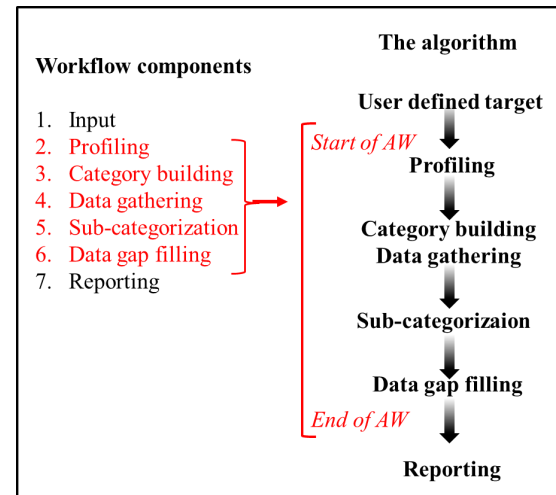 Workflow components
1. Input
2. Profiling
3. Category building
4. Data gathering
5. Sub-categorization
6. Data gap filling
7. Reporting
The algorithm
User defined target
Start of AW
Profiling
Category building
Data gathering
Sub-categorizaion
Data gap filling
End of AW
Reporting